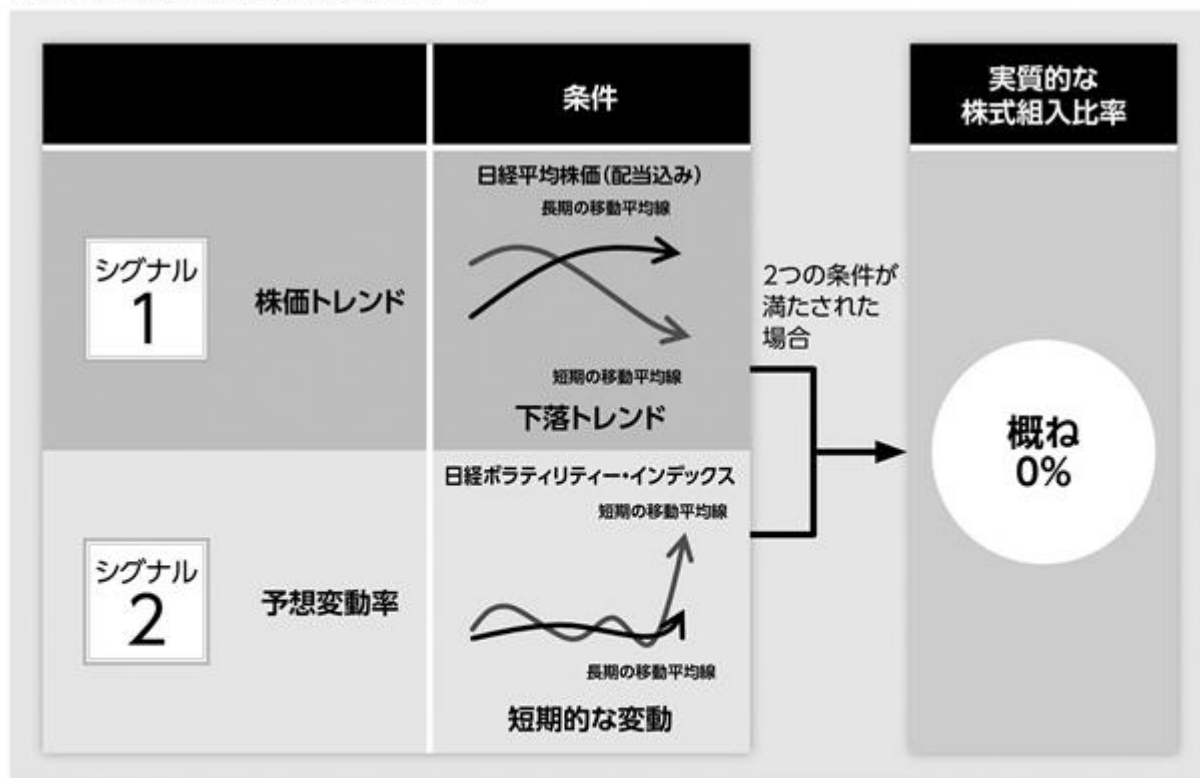 条件
実質的な
株式組入比率
シグナル
1
株価トレンド
日経平均株価(配当込み)
長期の移動平均線
短期の移動平均線
下落トレンド
2つの条件が
満たされた
場合
概ね
0%
シグナル
2
予想変動率
日経ボラティリティー・インデックス
短期の移動平均線
長期の移動平均線
短期的な変動